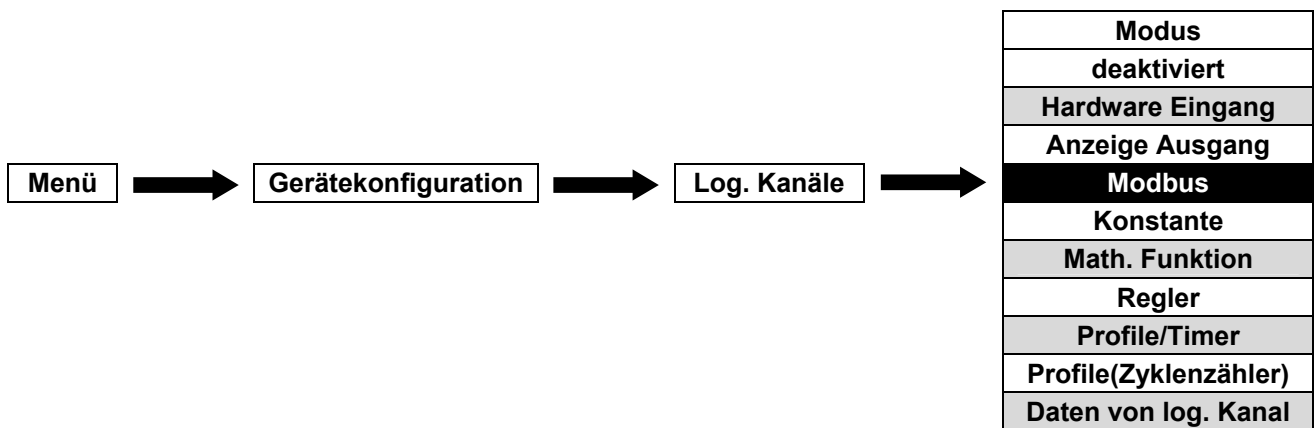 Menü
Gerätekonfiguration
Log. Kanäle
Modus
deaktiviert
Hardware Eingang
Anzeige Ausgang
Modbus
Konstante
Math. Funktion
Regler
Profile/Timer
Profile(Zyklenzähler)
Daten von log. Kanal